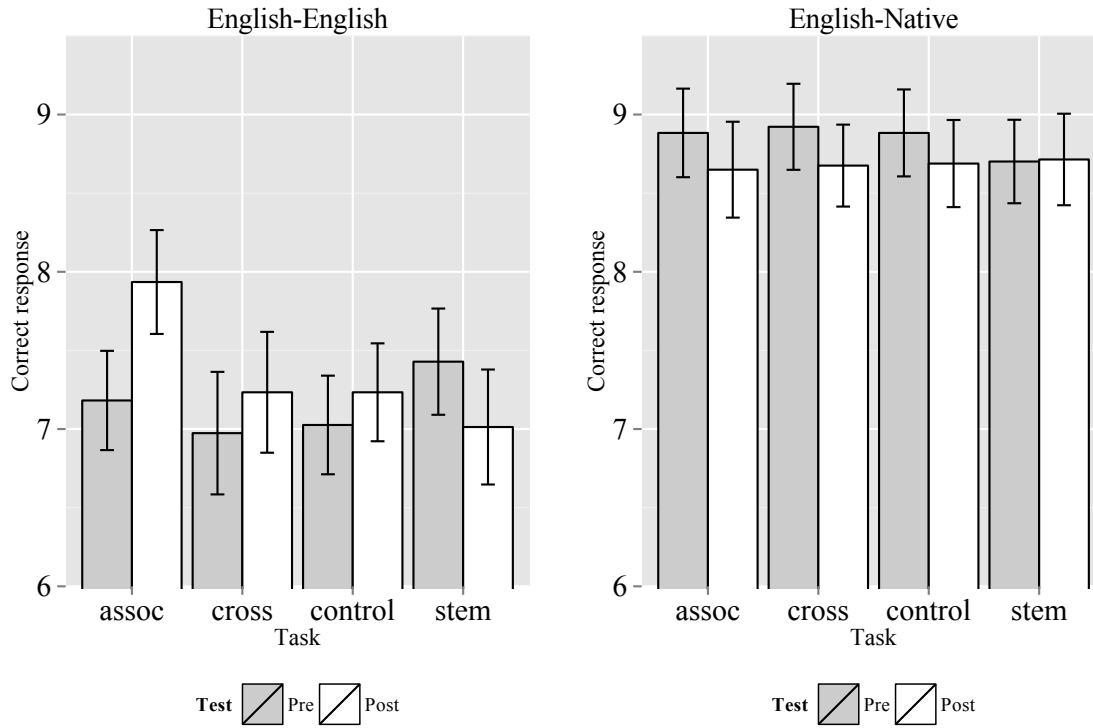 English-English
9
8
7
6
Correct response
assoc cross control stem
Task
Test Pre Post
English-Native
9
8
7
6
Correct response
assoc cross control stem
Task
Test Pre Post